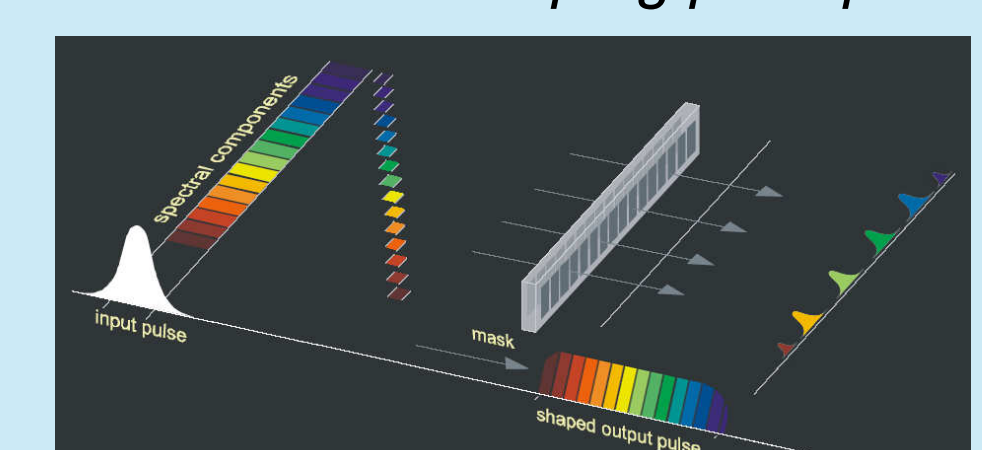 spectral components
input pulse
mask
shaped output pulse